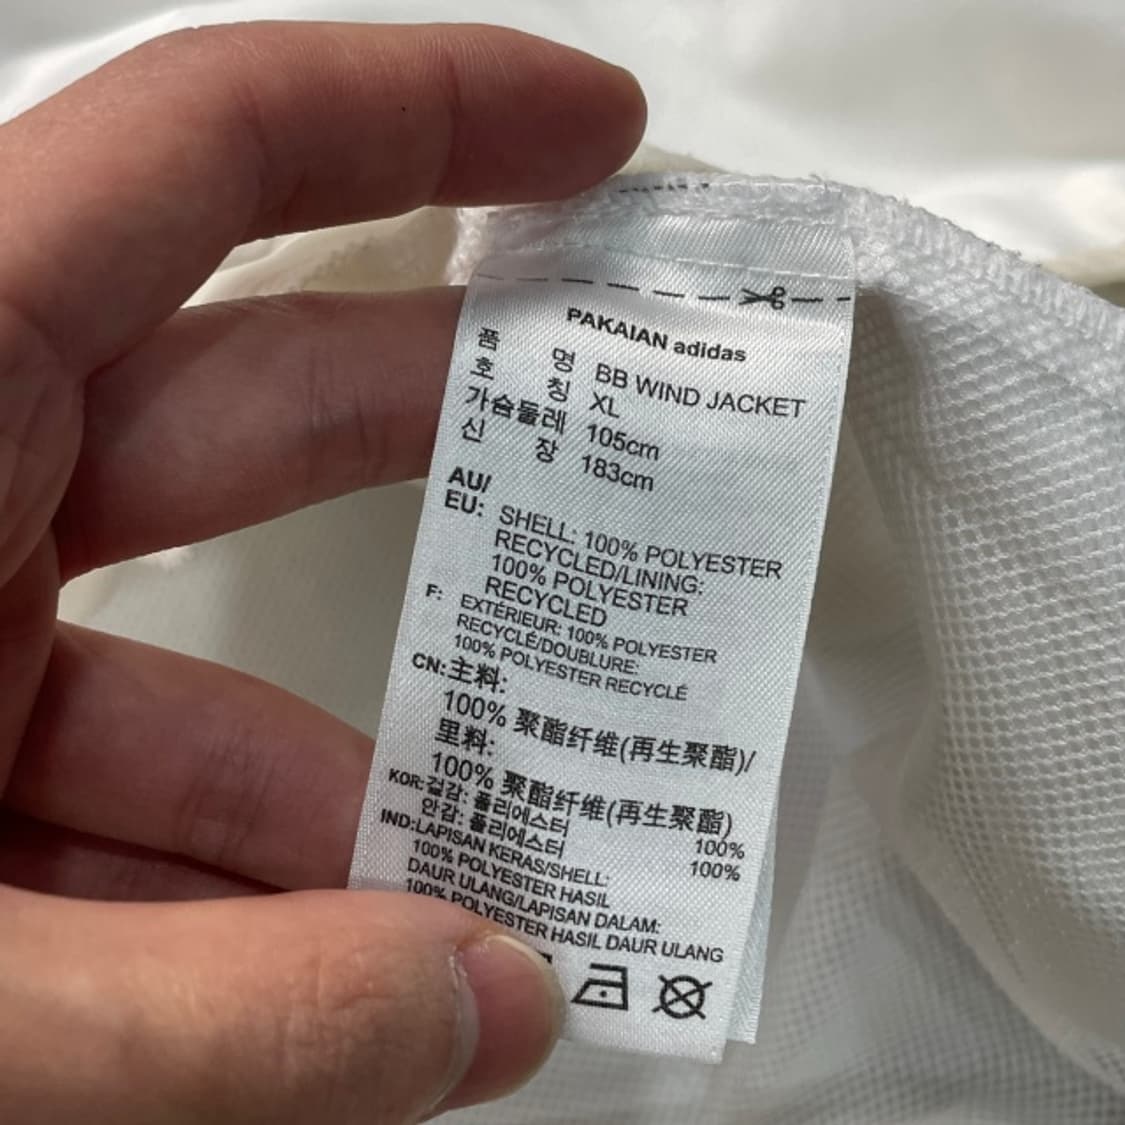 PAKAIAN adidas
품 명 BB WIND JACKET
호 칭 XL
가슴둘레 105cm
신 장 183cm
AU/
EU: SHELL: 100% POLYESTER
RECYCLED/LINING:
100% POLYESTER
RECYCLED
F: EXTÉRIEUR: 100% POLYESTER
RECYCLÉ/DOUBLURE:
100% POLYESTER RECYCLÉ
CN:主料:
100% 聚酯纤维(再生聚酯)/
里料:
100% 聚酯纤维(再生聚酯)
KOR:겉감: 폴리에스터 100%
안감: 폴리에스터 100%
IND:LAPISAN KERAS/SHELL:
100% POLYESTER HASIL
DAUR ULANG/LAPISAN DALAM:
100% POLYESTER HASIL DAUR ULANG